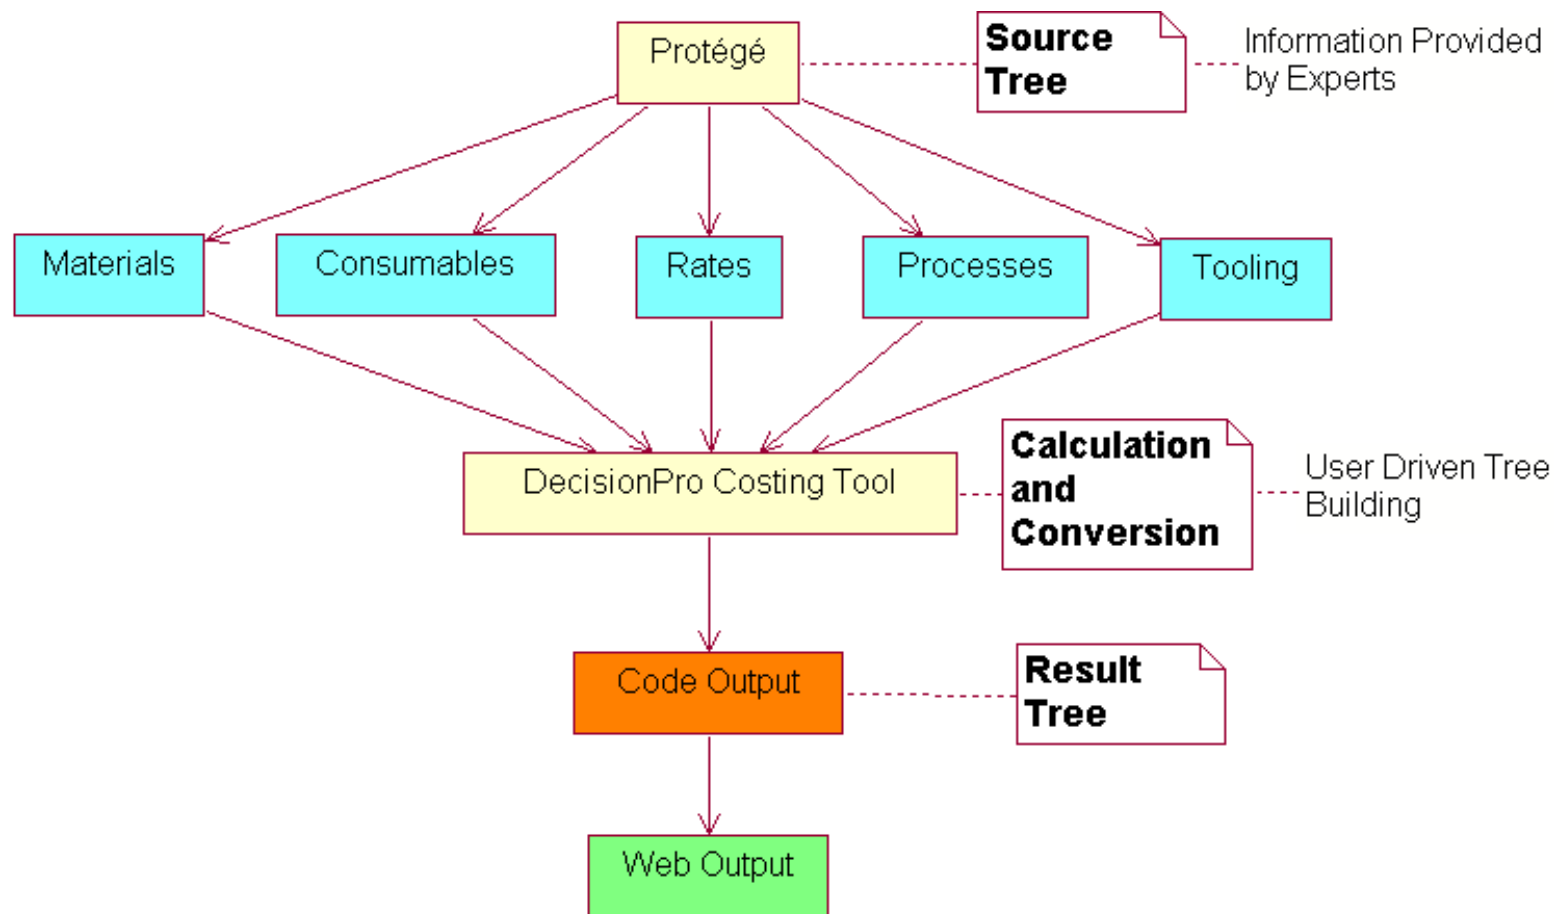 Protégé
Source
Tree
Information Provided
by Experts
Materials
Consumables
Rates
Processes
Tooling
DecisionPro Costing Tool
Calculation
and
Conversion
User Driven Tree
Building
Code Output
Result
Tree
Web Output